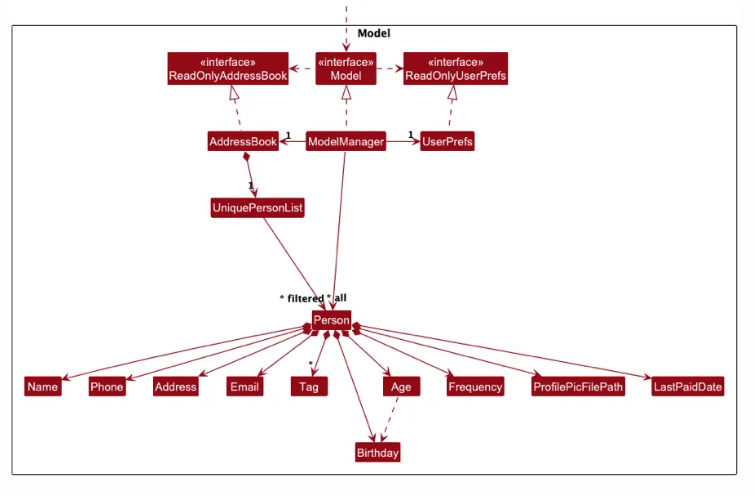 Model
«interface»
ReadOnlyAddressBook
«interface»
Model
«interface»
ReadOnlyUserPrefs
AddressBook
1
ModelManager
1
UserPrefs
1
UniquePersonList
* filtered * all
Person
*
Name
Phone
Address
Email
Tag
Age
Frequency
ProfilePicFilePath
LastPaidDate
Birthday